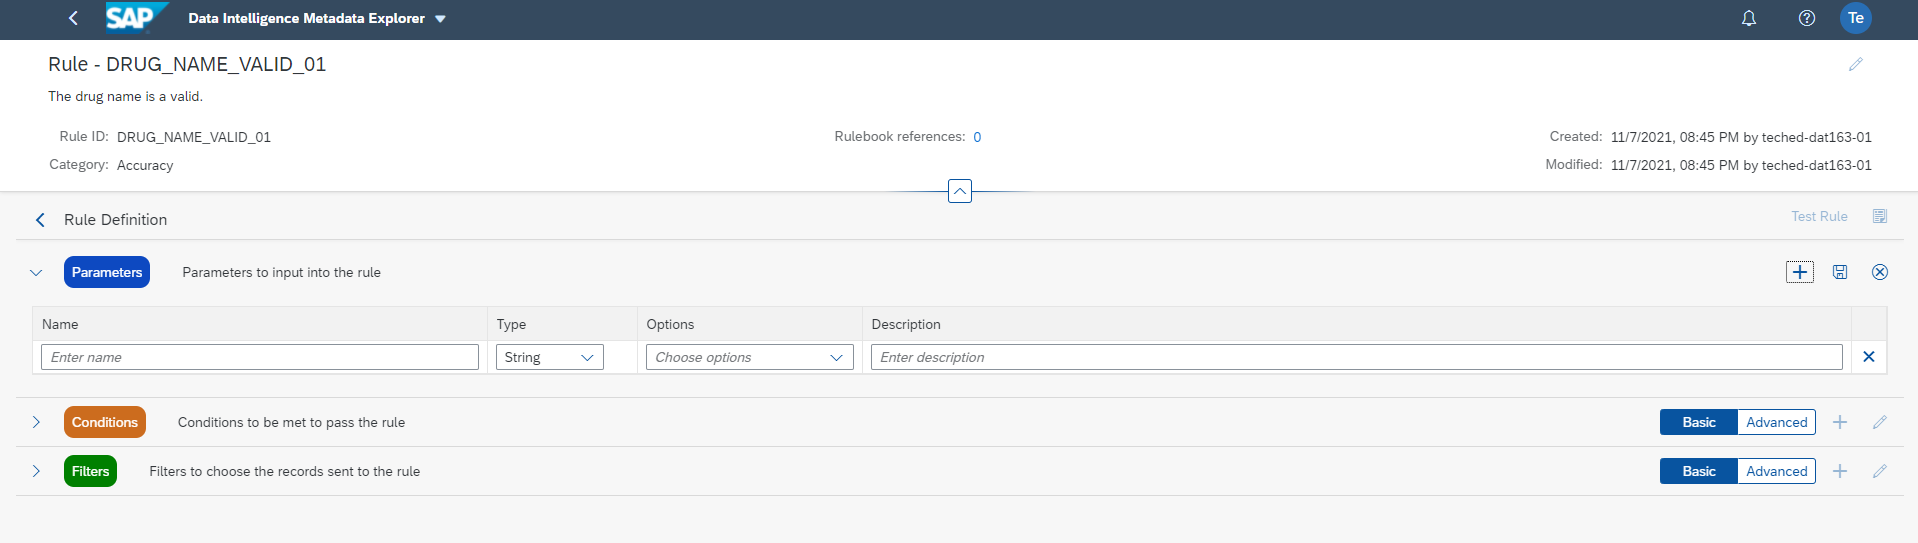 SAP Data Intelligence Metadata Explorer Te
Rule - DRUG_NAME_VALID_01
The drug name is a valid.
Rule ID: DRUG_NAME_VALID_01 Rulebook references: 0 Created: 11/7/2021, 08:45 PM by teched-dat163-01
Category: Accuracy Modified: 11/7/2021, 08:45 PM by teched-dat163-01
Rule Definition Test Rule
Parameters Parameters to input into the rule
Name Type Options Description
Enter name String Choose options Enter description
Conditions Conditions to be met to pass the rule Basic Advanced
Filters Filters to choose the records sent to the rule Basic Advanced